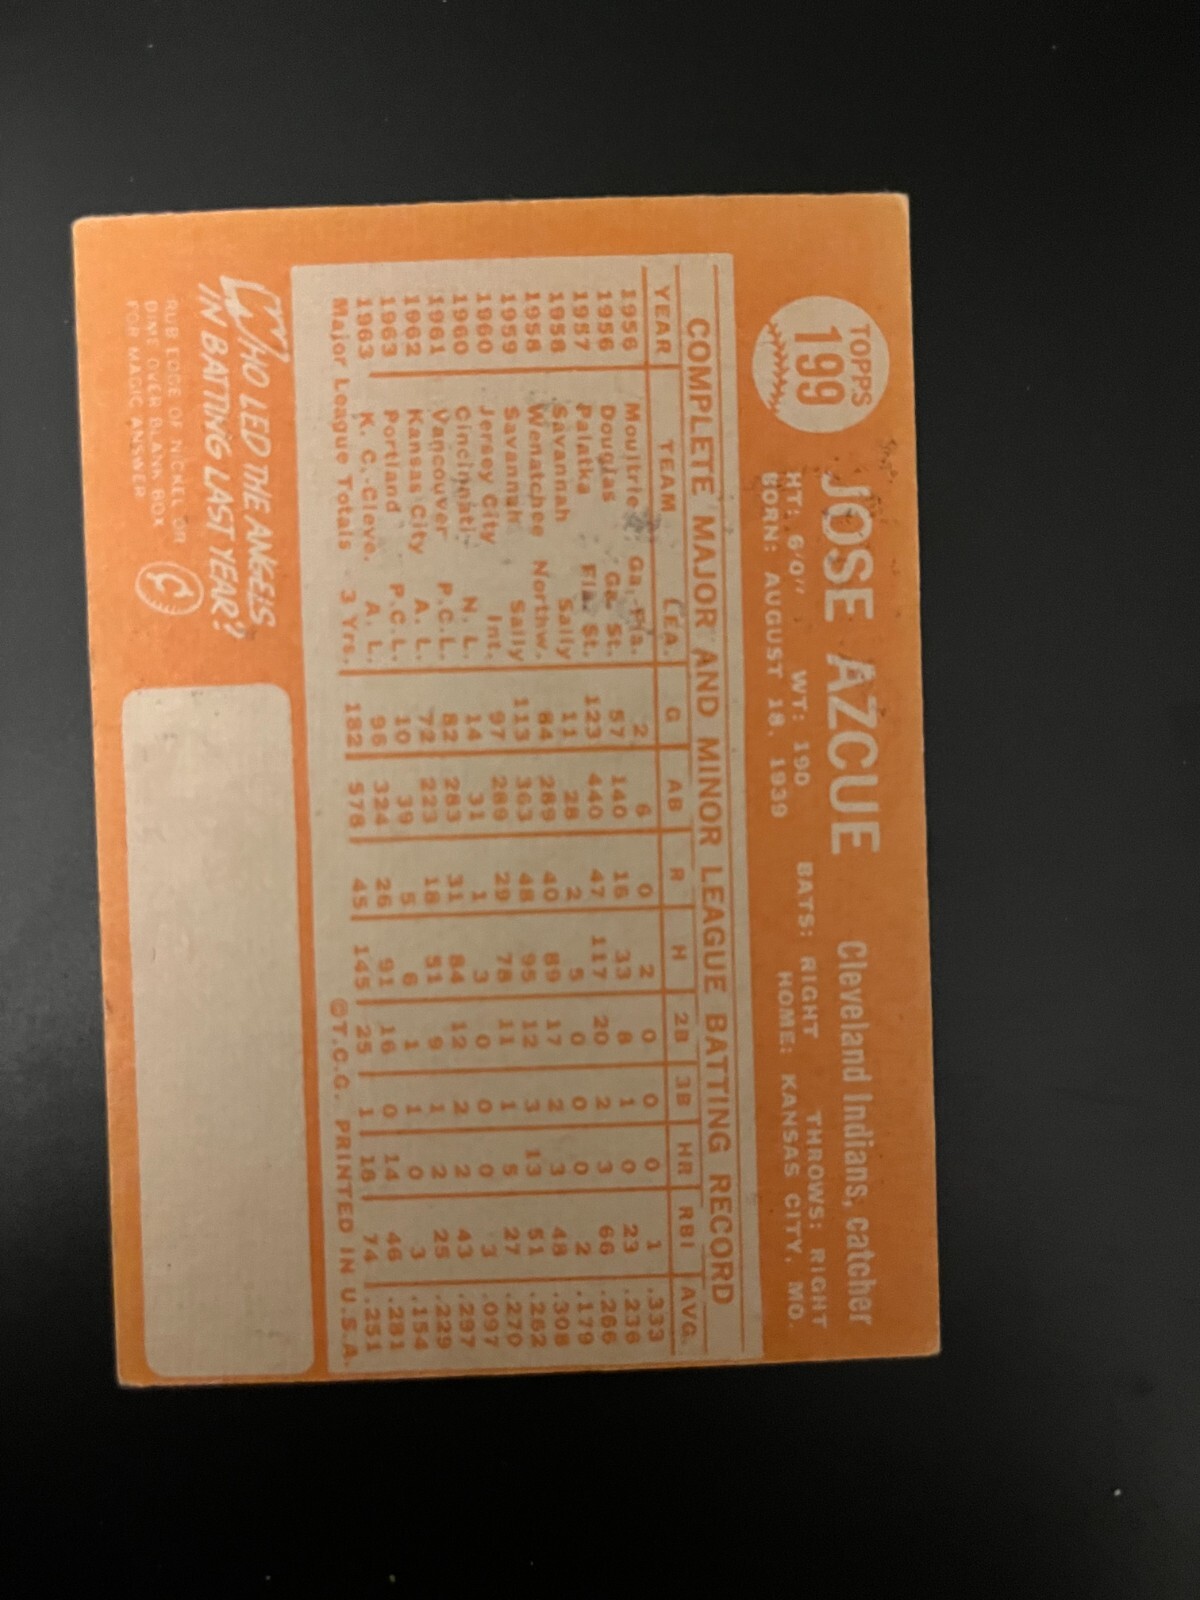 TOPPS
199
JOSE AZCUE Cleveland Indians, catcher
HT: 6'0" WT: 190 BATS: RIGHT THROWS: RIGHT
BORN: AUGUST 18, 1939 HOME: KANSAS CITY, MO.
COMPLETE MAJOR AND MINOR LEAGUE BATTING RECORD
YEAR TEAM LEA. G AB R H 2B 3B HR RBI AVG.
1956 Moultrie Ga.-Fla. 2 6 0 2 0 0 0 1 .333
1956 Douglas Ga. St. 57 140 16 33 8 1 0 23 .236
1957 Palatka Fla. St. 123 440 47 117 20 2 3 66 .266
1958 Savannah Sally 11 28 2 5 0 0 0 2 .179
1958 Wenatchee Northw. 84 289 40 89 17 2 3 48 .308
1959 Savannah Sally 113 363 48 95 12 3 13 51 .262
1960 Jersey City Int. 97 289 29 78 11 1 5 27 .270
1960 Cincinnati N. L. 14 31 1 3 0 0 0 3 .097
1961 Vancouver P.C.L. 82 283 31 84 12 2 2 43 .297
1962 Kansas City A. L. 72 223 18 51 9 1 2 25 .229
1963 Portland P.C.L. 10 39 5 6 1 1 0 3 .154
1963 K. C.-Cleve. A. L. 96 324 26 91 16 0 14 46 .281
Major League Totals 3 Yrs. 182 578 45 145 25 1 16 74 .251
©T.C.G. PRINTED IN U.S.A.
WHO LED THE ANGELS
IN BATTING LAST YEAR?
RUB EDGE OF NICKEL OR
DIME OVER BLANK BOX
FOR MAGIC ANSWER